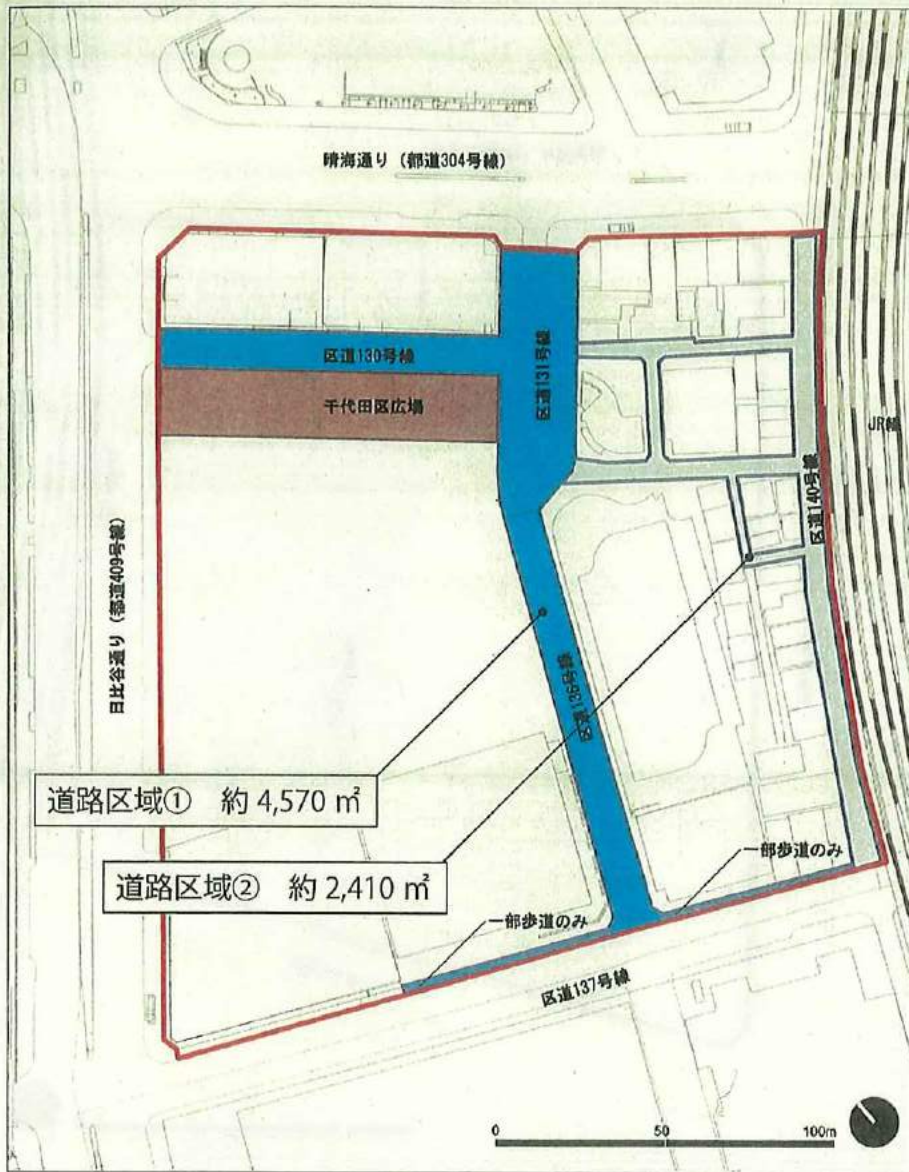 晴海通り(都道304号線)
区道130号線
区道131号線
千代田区広場
JR線
区道140号線
日比谷通り(都道409号線)
区道136号線
道路区域① 約 4,570 ㎡
道路区域② 約 2,410 ㎡
一部歩道のみ
一部歩道のみ
区道137号線
0 50 100m